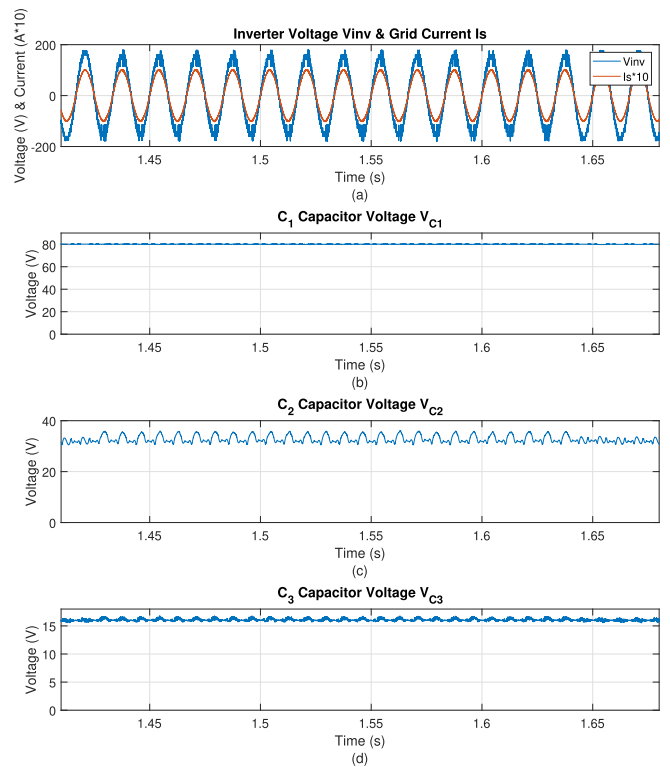 Inverter Voltage Vinv & Grid Current Is
Voltage (V) & Current (A*10)
200
0
-200
Vinv
Is*10
1.45 1.5 1.55 1.6 1.65
Time (s)
(a)
C1 Capacitor Voltage VC1
Voltage (V)
80
60
40
20
0
1.45 1.5 1.55 1.6 1.65
Time (s)
(b)
C2 Capacitor Voltage VC2
Voltage (V)
40
20
0
1.45 1.5 1.55 1.6 1.65
Time (s)
(c)
C3 Capacitor Voltage VC3
Voltage (V)
15
10
5
0
1.45 1.5 1.55 1.6 1.65
Time (s)
(d)